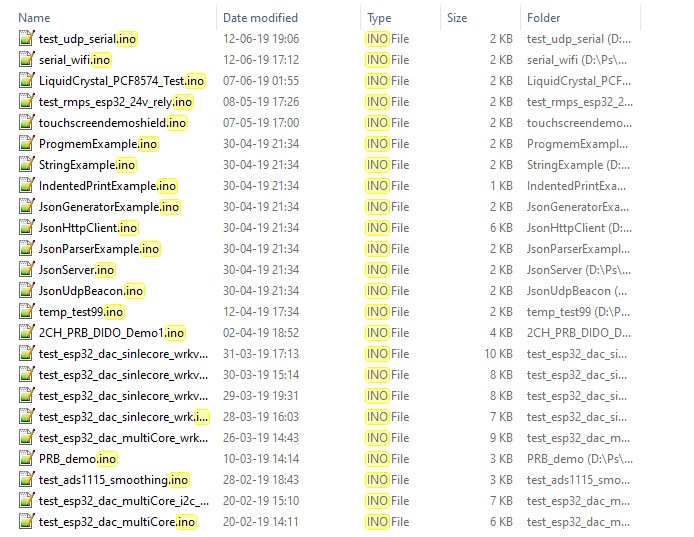 Name Date modified Type Size Folder
test_udp_serial.ino 12-06-19 19:06 INO File 2 KB test_udp_serial (D:...
serial_wifi.ino 12-06-19 17:12 INO File 2 KB serial_wifi (D:\Ps\...
LiquidCrystal_PCF8574_Test.ino 07-06-19 01:55 INO File 2 KB LiquidCrystal_PCF...
test_rmps_esp32_24v_rely.ino 08-05-19 17:26 INO File 2 KB test_rmps_esp32_2...
touchscreendemoshield.ino 07-05-19 17:00 INO File 2 KB touchscreendemo...
ProgmemExample.ino 30-04-19 21:34 INO File 2 KB ProgmemExampl...
StringExample.ino 30-04-19 21:34 INO File 2 KB StringExample (D:...
IndentedPrintExample.ino 30-04-19 21:34 INO File 1 KB IndentedPrintExa...
JsonGeneratorExample.ino 30-04-19 21:34 INO File 2 KB JsonGeneratorExa...
JsonHttpClient.ino 30-04-19 21:34 INO File 6 KB JsonHttpClient (D:...
JsonParserExample.ino 30-04-19 21:34 INO File 2 KB JsonParserExampl...
JsonServer.ino 30-04-19 21:34 INO File 2 KB JsonServer (D:\Ps\...
JsonUdpBeacon.ino 30-04-19 21:34 INO File 2 KB JsonUdpBeacon (...
temp_test99.ino 12-04-19 17:34 INO File 2 KB temp_test99 (D:\P...
2CH_PRB_DIDO_Demo1.ino 02-04-19 18:52 INO File 4 KB 2CH_PRB_DIDO_D...
test_esp32_dac_sinlecore_wrkv... 31-03-19 17:13 INO File 10 KB test_esp32_dac_si...
test_esp32_dac_sinlecore_wrkv... 30-03-19 15:14 INO File 8 KB test_esp32_dac_si...
test_esp32_dac_sinlecore_wrkv... 29-03-19 19:31 INO File 8 KB test_esp32_dac_si...
test_esp32_dac_sinlecore_wrk.i... 28-03-19 16:03 INO File 7 KB test_esp32_dac_si...
test_esp32_dac_multiCore_wrk... 26-03-19 14:43 INO File 9 KB test_esp32_dac_m...
PRB_demo.ino 10-03-19 14:14 INO File 3 KB PRB_demo (D:\Ps\...
test_ads1115_smoothing.ino 28-02-19 18:43 INO File 3 KB test_ads1115_smo...
test_esp32_dac_multiCore_i2c_... 20-02-19 15:10 INO File 7 KB test_esp32_dac_m...
test_esp32_dac_multiCore.ino 20-02-19 14:11 INO File 6 KB test_esp32_dac_m...